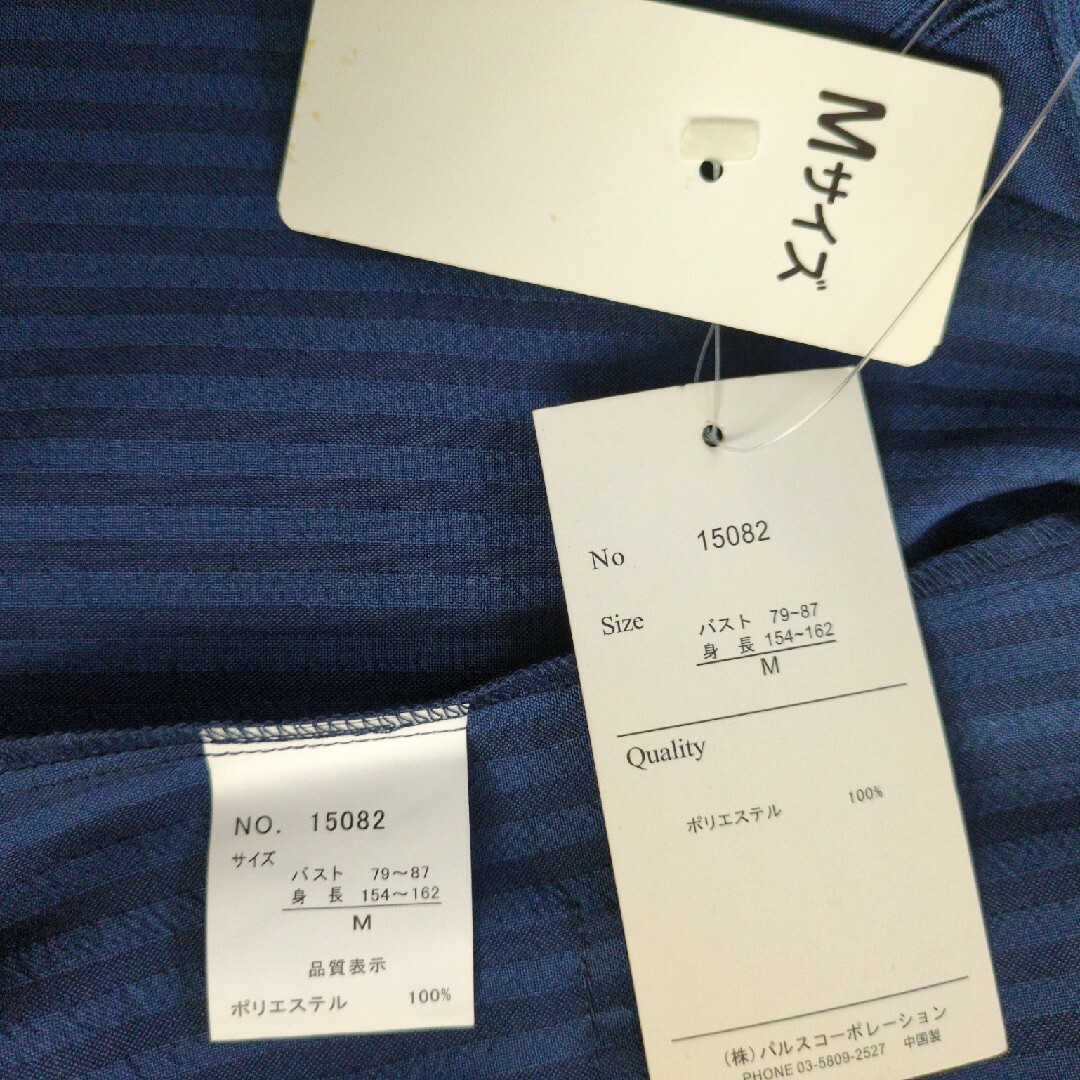 Mサイズ
No 15082
Size バスト 79~87
身 長 154~162
M
Quality
ポリエステル 100%
(株)パルスコーポレーション
PHONE 03-5809-2527 中国製
NO. 15082
サイズ
バスト 79～87
身 長 154～162
M
品質表示
ポリエステル 100%